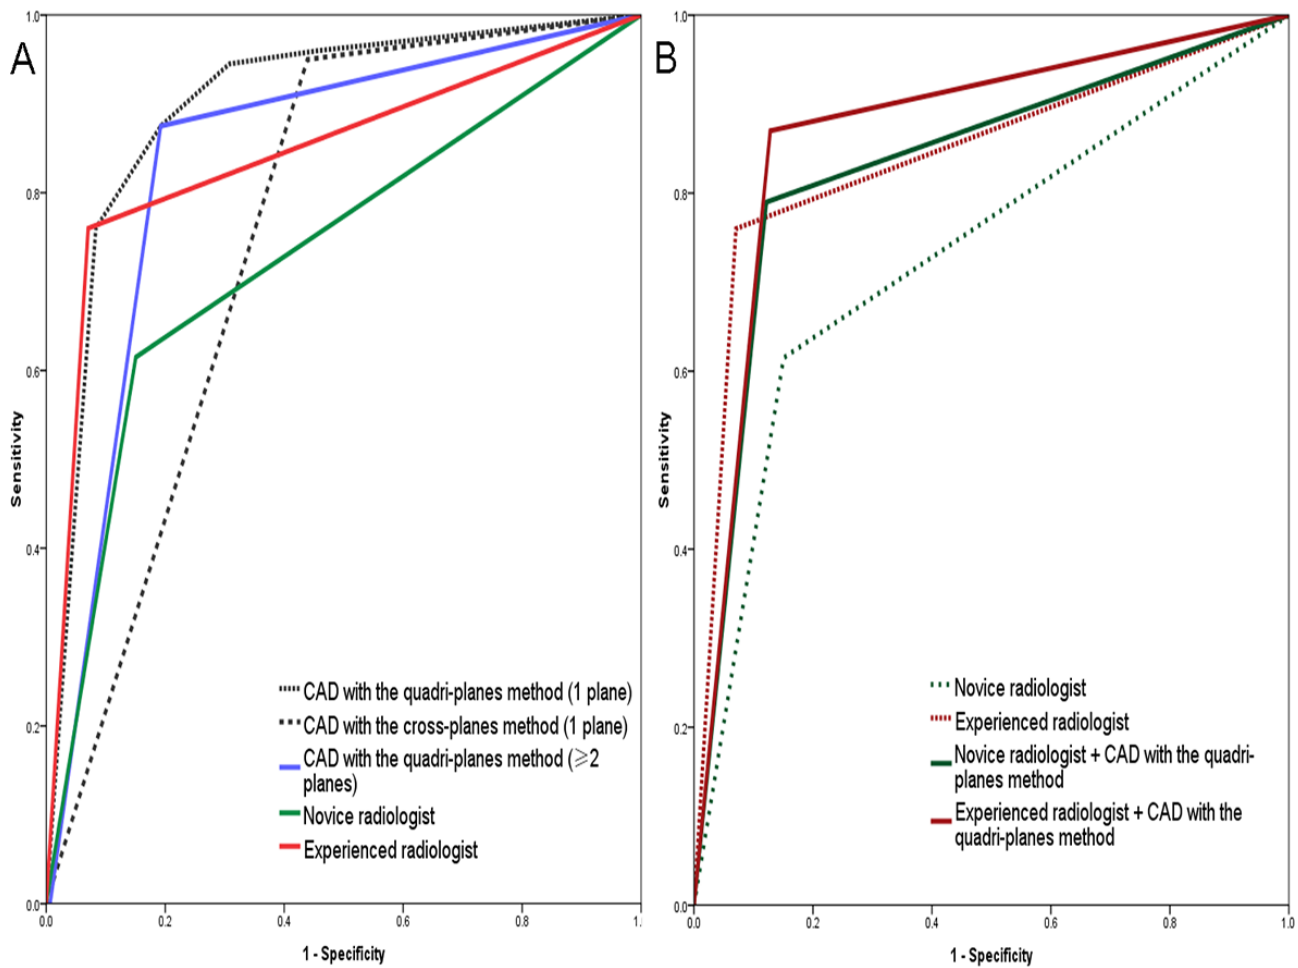 A
1.0
0.8
0.6
0.4
0.2
0.0
Sensitivity
CAD with the quadri-planes method (1 plane)
CAD with the cross-planes method (1 plane)
CAD with the quadri-planes method (⩾2
planes)
Novice radiologist
Experienced radiologist
0.0 0.2 0.4 0.6 0.8 1.
1 - Specificity
B
1.0
0.8
0.6
0.4
0.2
0.0
Sensitivity
Novice radiologist
Experienced radiologist
Novice radiologist + CAD with the quadri-
planes method
Experienced radiologist + CAD with the
quadri-planes method
0.0 0.2 0.4 0.6 0.8 1.0
1 - Specificity